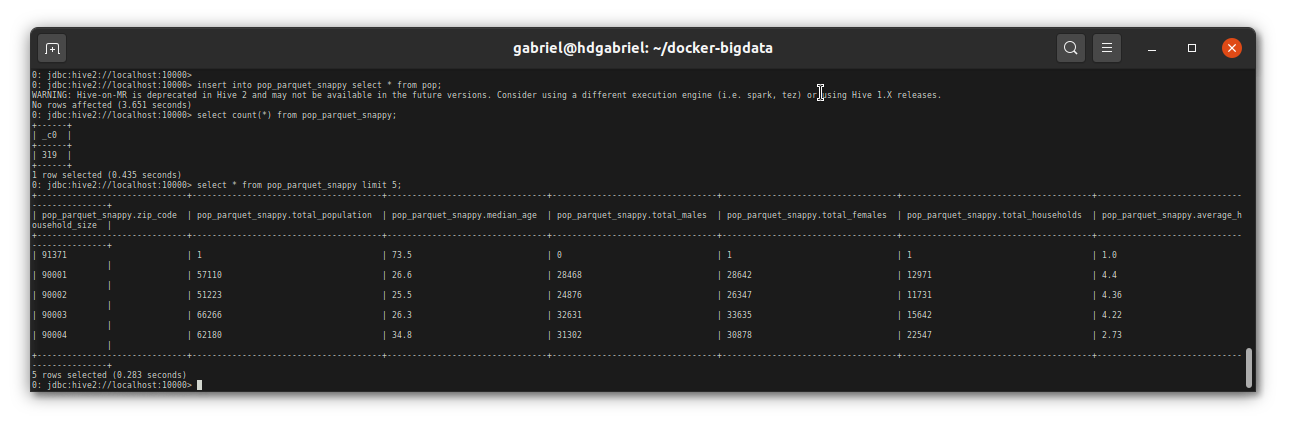 gabriel@hdgabriel: ~/docker-bigdata
0: jdbc:hive2://localhost:10000>
0: jdbc:hive2://localhost:10000> insert into pop_parquet_snappy select * from pop;
WARNING: Hive-on-MR is deprecated in Hive 2 and may not be available in the future versions. Consider using a different execution engine (i.e. spark, tez) or using Hive 1.X releases.
No rows affected (3.651 seconds)
0: jdbc:hive2://localhost:10000> select count(*) from pop_parquet_snappy;
+------+
| _c0 |
+------+
| 319 |
+------+
1 row selected (0.435 seconds)
0: jdbc:hive2://localhost:10000> select * from pop_parquet_snappy limit 5;
+------------------------------+--------------------------------------+---------------------------------+----------------------------------+-----------------------------------+---------------------------------------+-----------------------------
---------------+
| pop_parquet_snappy.zip_code | pop_parquet_snappy.total_population | pop_parquet_snappy.median_age | pop_parquet_snappy.total_males | pop_parquet_snappy.total_females | pop_parquet_snappy.total_households | pop_parquet_snappy.average_h
ousehold_size |
+------------------------------+--------------------------------------+---------------------------------+----------------------------------+-----------------------------------+---------------------------------------+-----------------------------
---------------+
| 91371 | 1 | 73.5 | 0 | 1 | 1 | 1.0
|
| 90001 | 57110 | 26.6 | 28468 | 28642 | 12971 | 4.4
|
| 90002 | 51223 | 25.5 | 24876 | 26347 | 11731 | 4.36
|
| 90003 | 66266 | 26.3 | 32631 | 33635 | 15642 | 4.22
|
| 90004 | 62180 | 34.8 | 31302 | 30878 | 22547 | 2.73
|
+------------------------------+--------------------------------------+---------------------------------+----------------------------------+-----------------------------------+---------------------------------------+-----------------------------
---------------+
5 rows selected (0.283 seconds)
0: jdbc:hive2://localhost:10000>